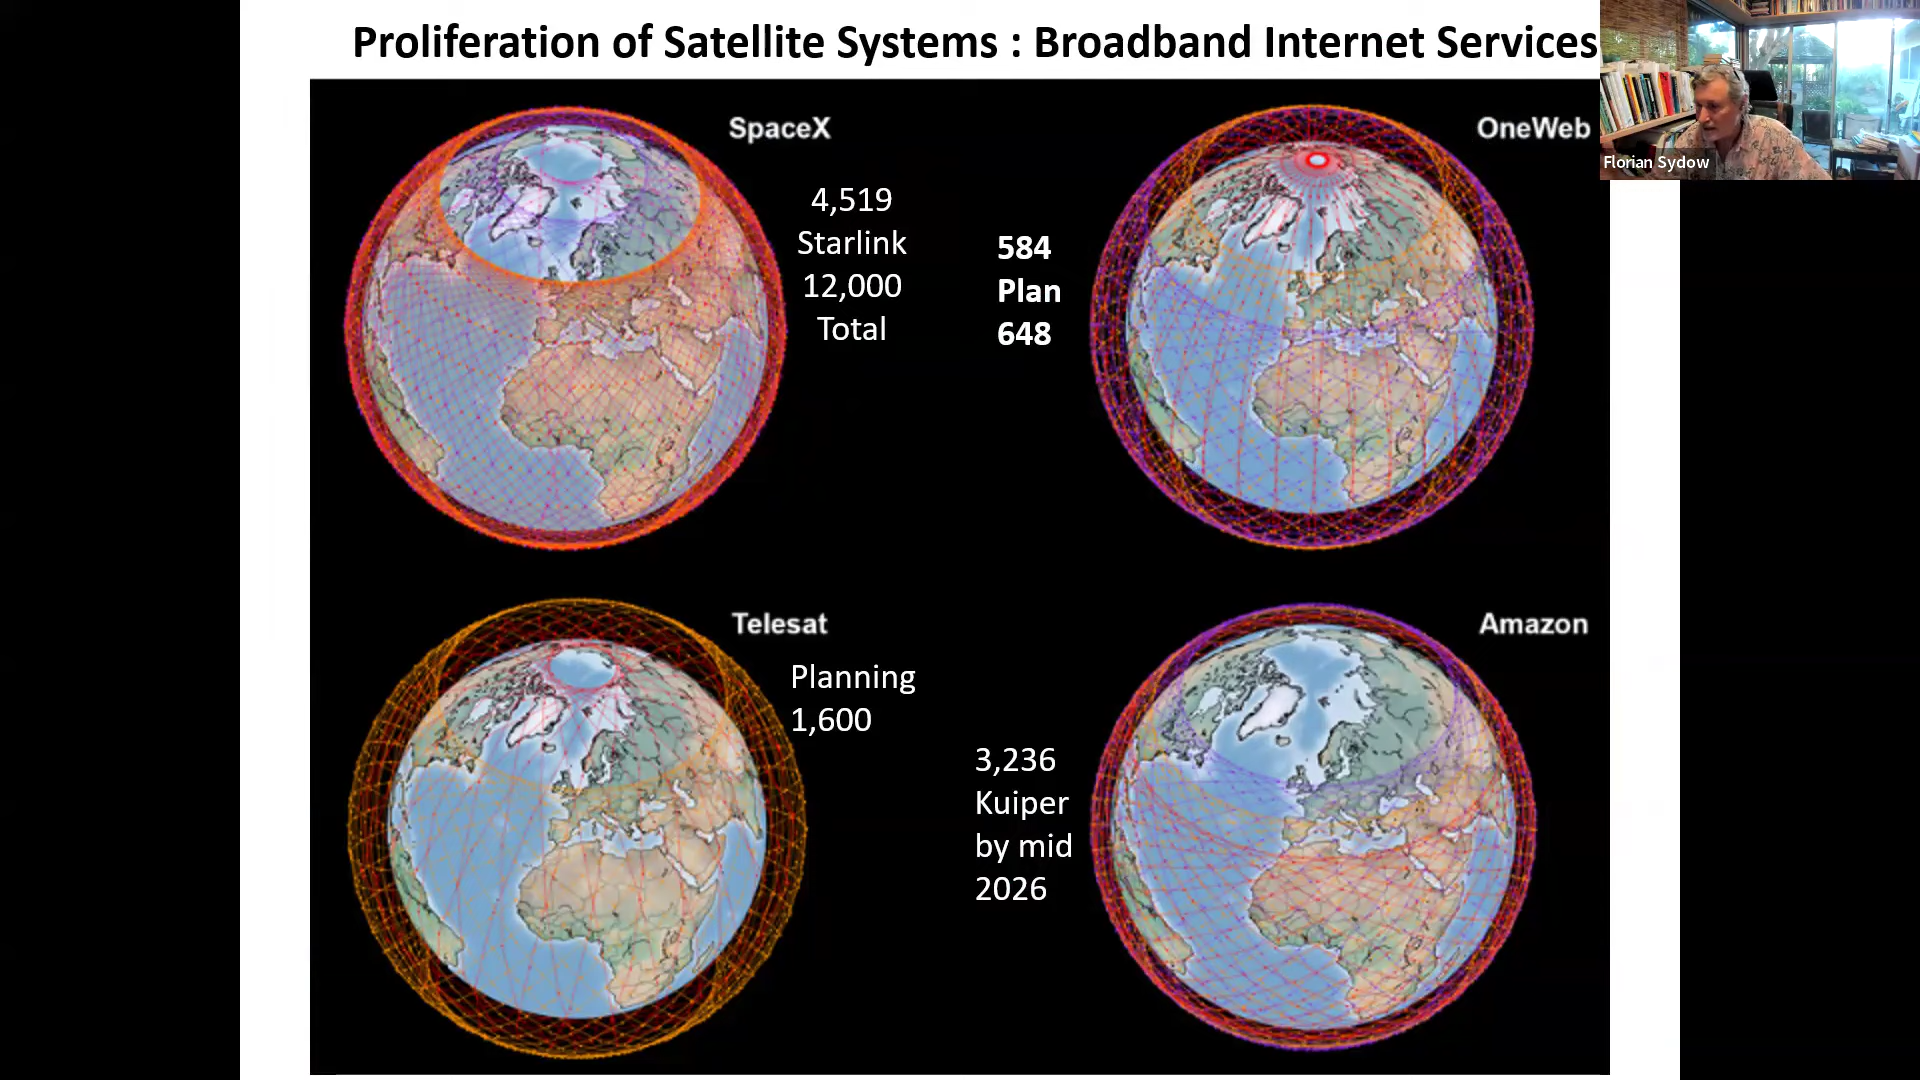 Proliferation of Satellite Systems : Broadband Internet Services
Florian Sydow
SpaceX
4,519
Starlink
12,000
Total
OneWeb
584
Plan
648
Telesat
Planning
1,600
Amazon
3,236
Kuiper
by mid
2026